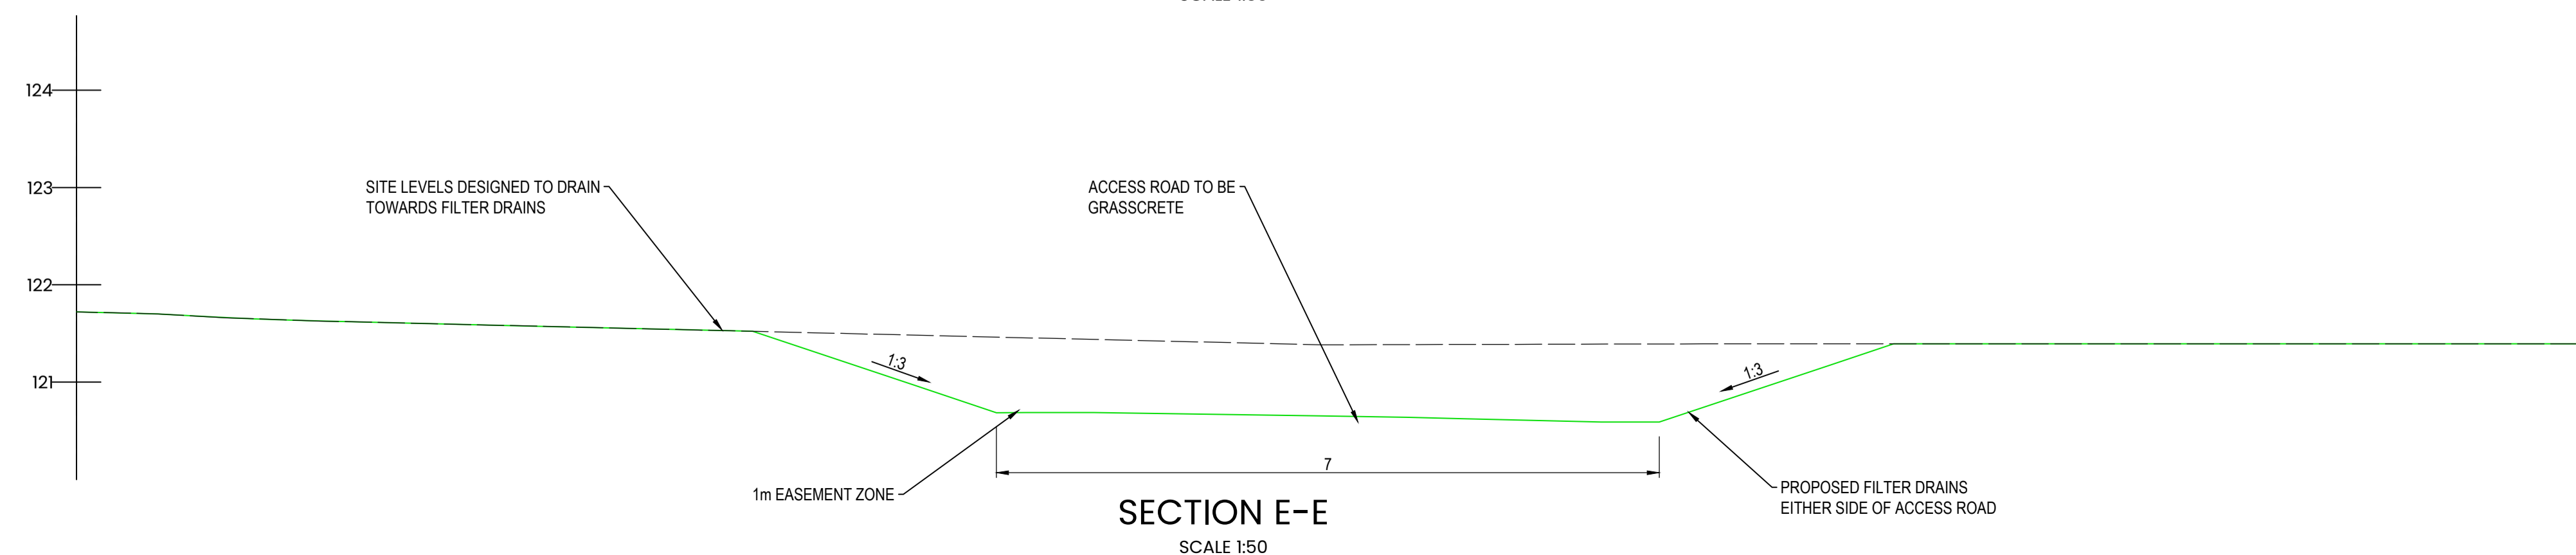 124
123
122
121
SITE LEVELS DESIGNED TO DRAIN
TOWARDS FILTER DRAINS
ACCESS ROAD TO BE
GRASSCRETE
1:3
1:3
7
1m EASEMENT ZONE
PROPOSED FILTER DRAINS
EITHER SIDE OF ACCESS ROAD
SECTION E-E
SCALE 1:50